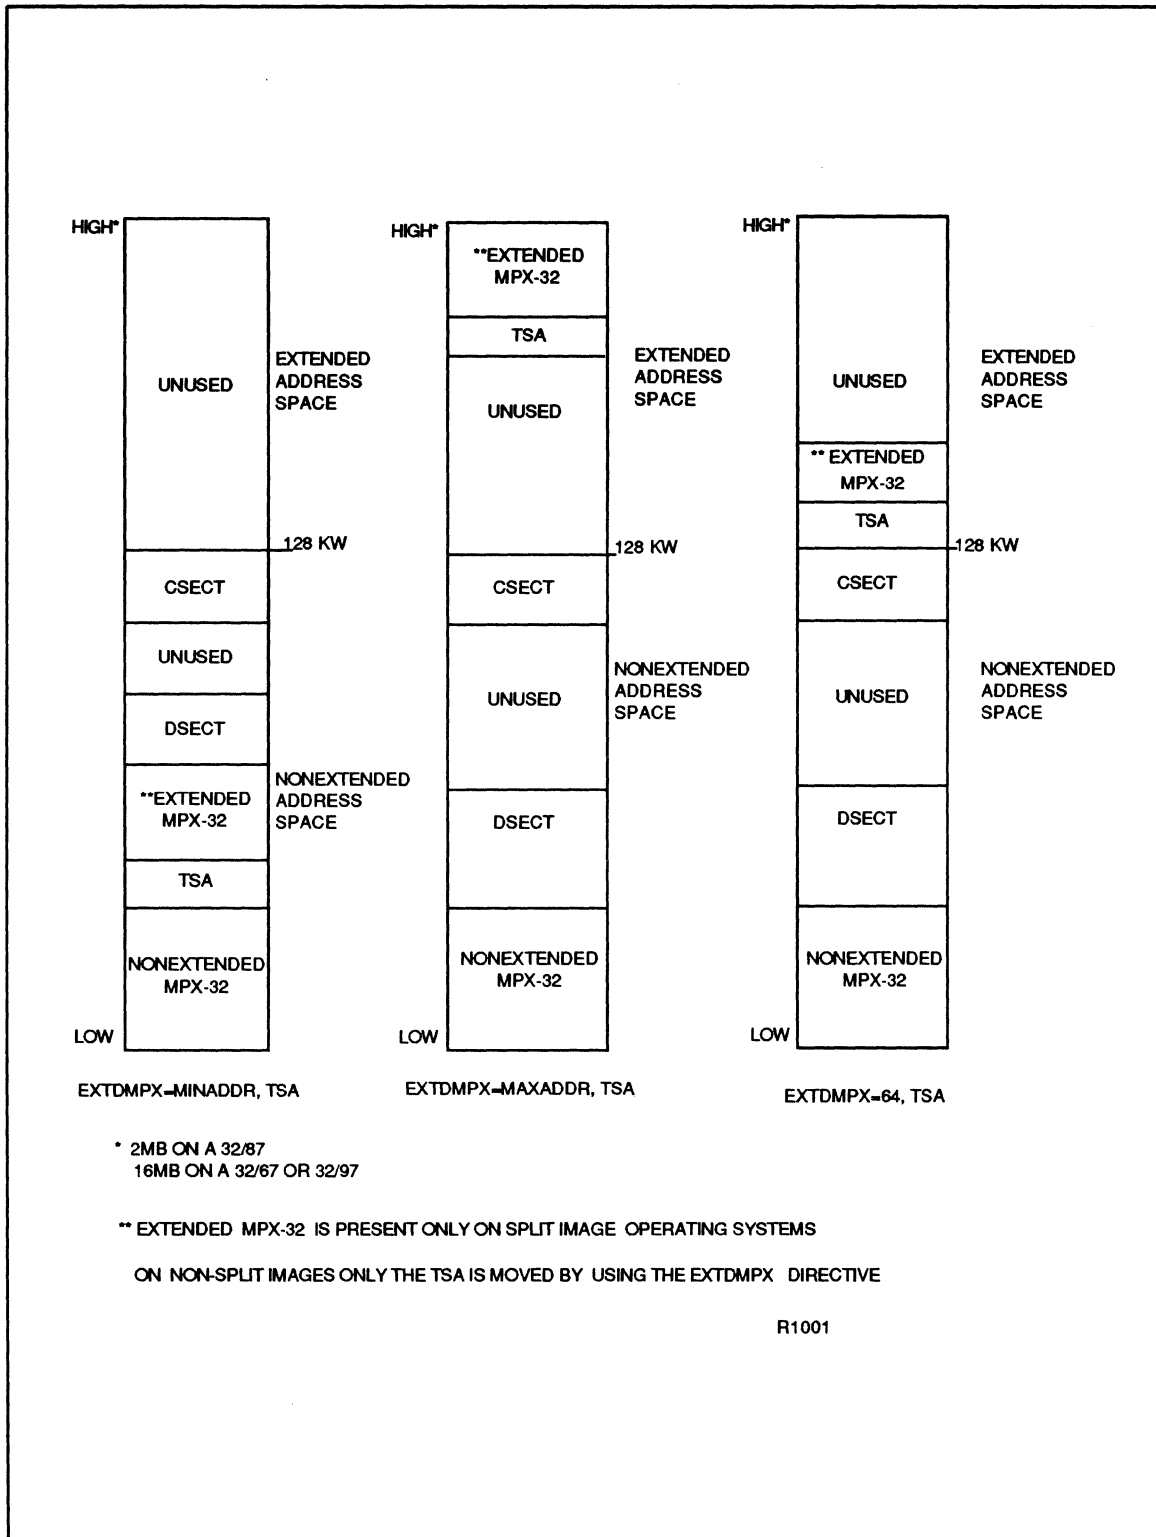 HIGH*
UNUSED
EXTENDED
ADDRESS
SPACE
128 KW
CSECT
UNUSED
DSECT
**EXTENDED
MPX-32
NONEXTENDED
ADDRESS
SPACE
TSA
NONEXTENDED
MPX-32
LOW
EXTDMPX=MINADDR, TSA
HIGH*
**EXTENDED
MPX-32
TSA
UNUSED
EXTENDED
ADDRESS
SPACE
128 KW
CSECT
UNUSED
NONEXTENDED
ADDRESS
SPACE
DSECT
NONEXTENDED
MPX-32
LOW
EXTDMPX=MAXADDR, TSA
HIGH*
UNUSED
EXTENDED
ADDRESS
SPACE
** EXTENDED
MPX-32
TSA
128 KW
CSECT
UNUSED
NONEXTENDED
ADDRESS
SPACE
DSECT
NONEXTENDED
MPX-32
LOW
EXTDMPX=64, TSA
* 2MB ON A 32/87
16MB ON A 32/67 OR 32/97
** EXTENDED MPX-32 IS PRESENT ONLY ON SPLIT IMAGE OPERATING SYSTEMS
ON NON-SPLIT IMAGES ONLY THE TSA IS MOVED BY USING THE EXTDMPX DIRECTIVE
R1001